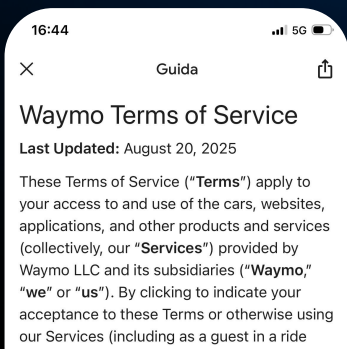 16:44
5G
Guida
Waymo Terms of Service
Last Updated: August 20, 2025
These Terms of Service (“Terms”) apply to
your access to and use of the cars, websites,
applications, and other products and services
(collectively, our “Services”) provided by
Waymo LLC and its subsidiaries (“Waymo,”
“we” or “us”). By clicking to indicate your
acceptance to these Terms or otherwise using
our Services (including as a guest in a ride